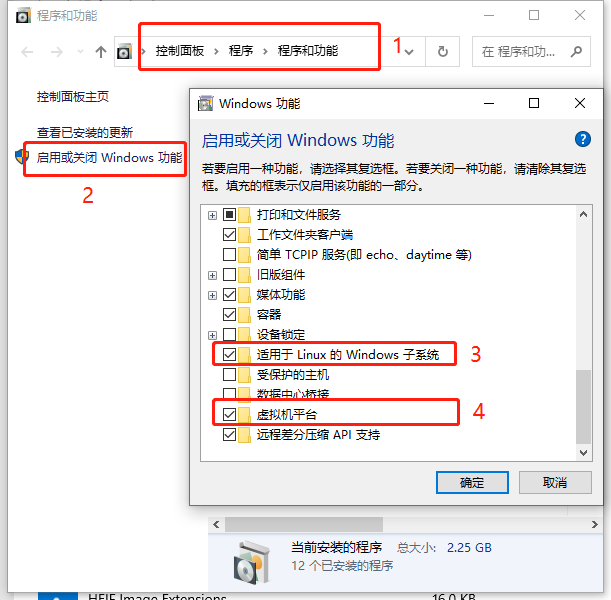 程序和功能
控制面板 › 程序 › 程序和功能
1
在 程序和功...
控制面板主页
查看已安装的更新
启用或关闭 Windows 功能
2
Windows 功能
启用或关闭 Windows 功能
若要启用一种功能，请选择其复选框。若要关闭一种功能，请清除其复选
框。填充的框表示仅启用该功能的一部分。
打印和文件服务
工作文件夹客户端
简单 TCPIP 服务(即 echo、daytime 等)
旧版组件
媒体功能
容器
设备锁定
适用于 Linux 的 Windows 子系统
3
受保护的主机
数据中心桥接
虚拟机平台
4
远程差分压缩 API 支持
确定
取消
当前安装的程序 总大小: 2.25 GB
12 个已安装的程序
HEIF Image Extensions
16.0 KB